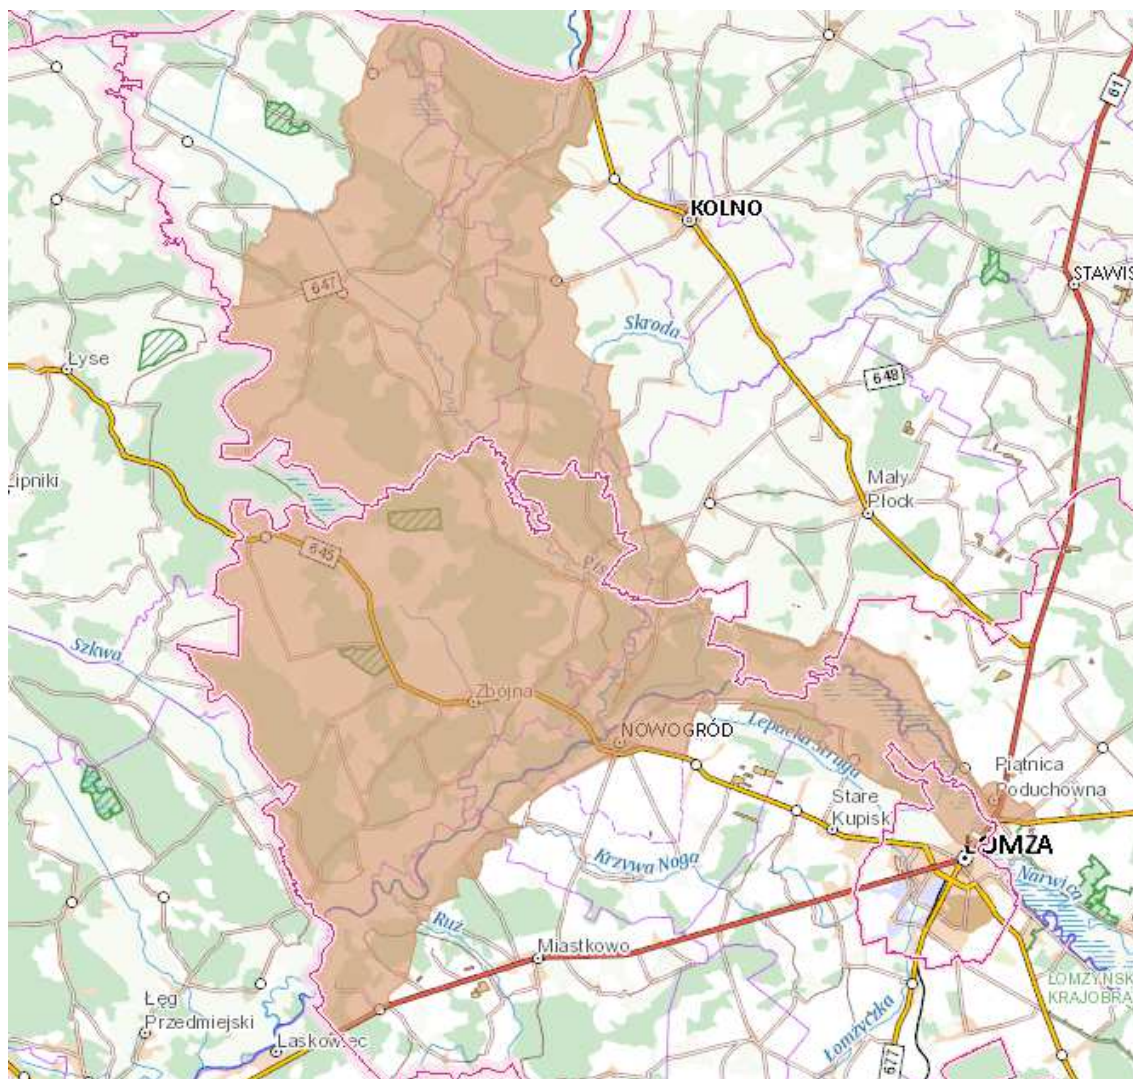 61
KOLNO
STAWIS
647
Skroda
Łyse
648
Lipniki
Mały
Płock
645
Pisa
Szkwa
Zbójna
NOWOGRÓD
Lepacka Struga
Piątnica
Poduchowna
Stare
Kupisk
ŁOMŻA
Krzywa Noga
Narwica
Ruż
Miastkowo
ŁOMŻYŃSK
KRAJOBRA
Łęg
Przedmiejski
Łomżyczka
Laskowiec
677